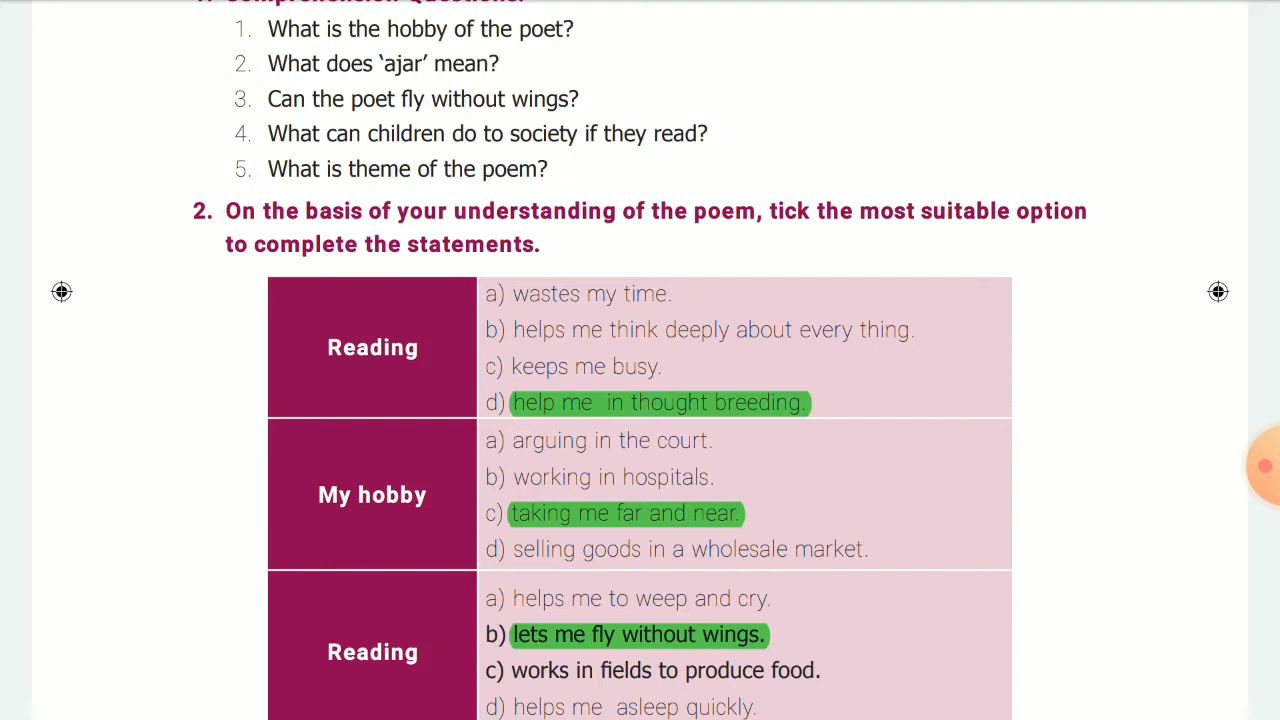 1. Comprehension Questions:
1. What is the hobby of the poet?
2. What does ‘ajar’ mean?
3. Can the poet fly without wings?
4. What can children do to society if they read?
5. What is theme of the poem?
2. On the basis of your understanding of the poem, tick the most suitable option
to complete the statements.
Reading
a) wastes my time.
b) helps me think deeply about every thing.
c) keeps me busy.
d) help me in thought breeding.
My hobby
a) arguing in the court.
b) working in hospitals.
c) taking me far and near.
d) selling goods in a wholesale market.
Reading
a) helps me to weep and cry.
b) lets me fly without wings.
c) works in fields to produce food.
d) helps me asleep quickly.